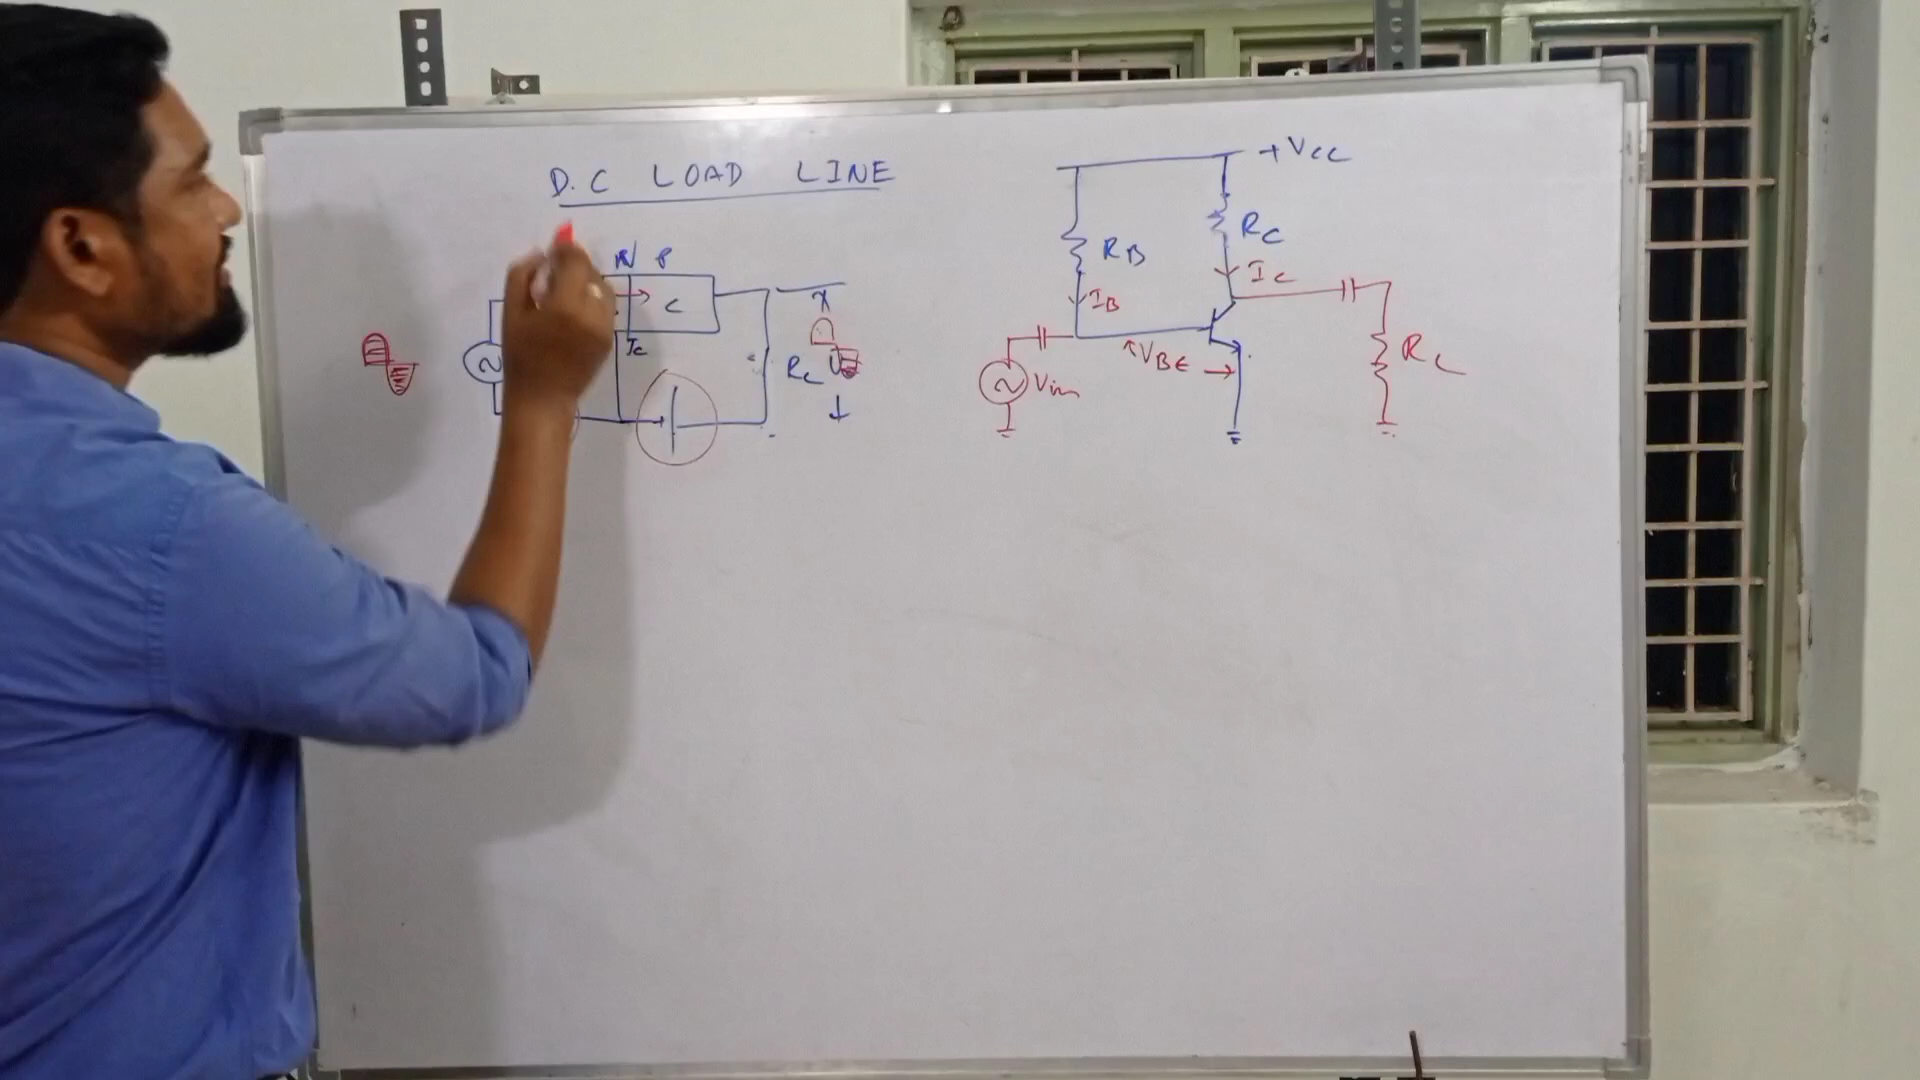 D.C LOAD LINE
N P
C
Ic
RL
+Vcc
RB
Rc
IB
Ic
VBE
Vin
RL